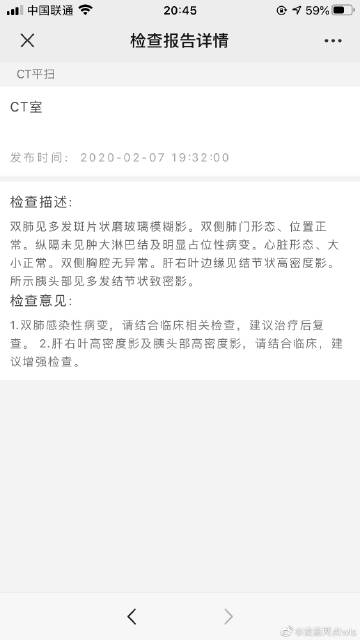 中国联通
20:45
59%
检查报告详情
CT平扫
CT室
发布时间： 2020-02-07 19:32:00
检查描述:
双肺见多发斑片状磨玻璃模糊影。双侧肺门形态、位置正
常。纵隔未见肿大淋巴结及明显占位性病变。心脏形态、大
小正常。双侧胸腔无异常。肝右叶边缘见结节状高密度影。
所示胰头部见多发结节状致密影。
检查意见:
1.双肺感染性病变，请结合临床相关检查，建议治疗后复
查。 2.肝右叶高密度影及胰头部高密度影，请结合临床，建
议增强检查。